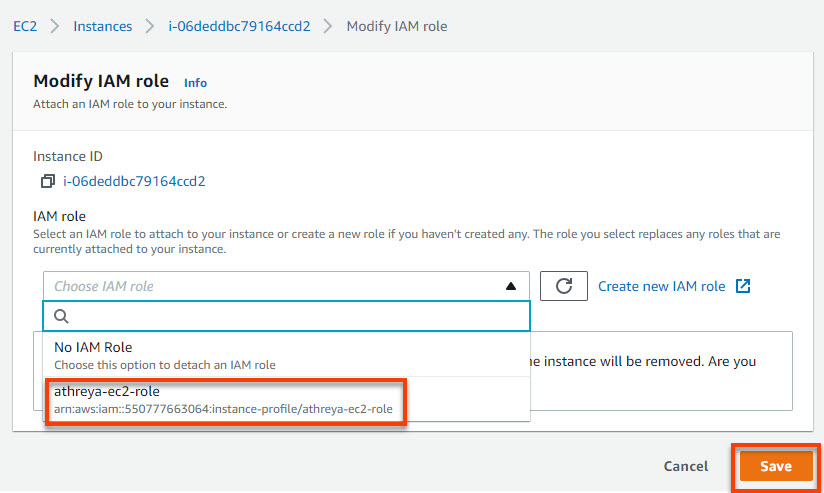 EC2 > Instances > i-06deddbc79164ccd2 > Modify IAM role
Modify IAM role Info
Attach an IAM role to your instance.
Instance ID
i-06deddbc79164ccd2
IAM role
Select an IAM role to attach to your instance or create a new role if you haven't created any. The role you select replaces any roles that are
currently attached to your instance.
Choose IAM role
Create new IAM role
No IAM Role
Choose this option to detach an IAM role
ne instance will be removed. Are you
athreya-ec2-role
arn:aws:iam::550777663064:instance-profile/athreya-ec2-role
Cancel
Save